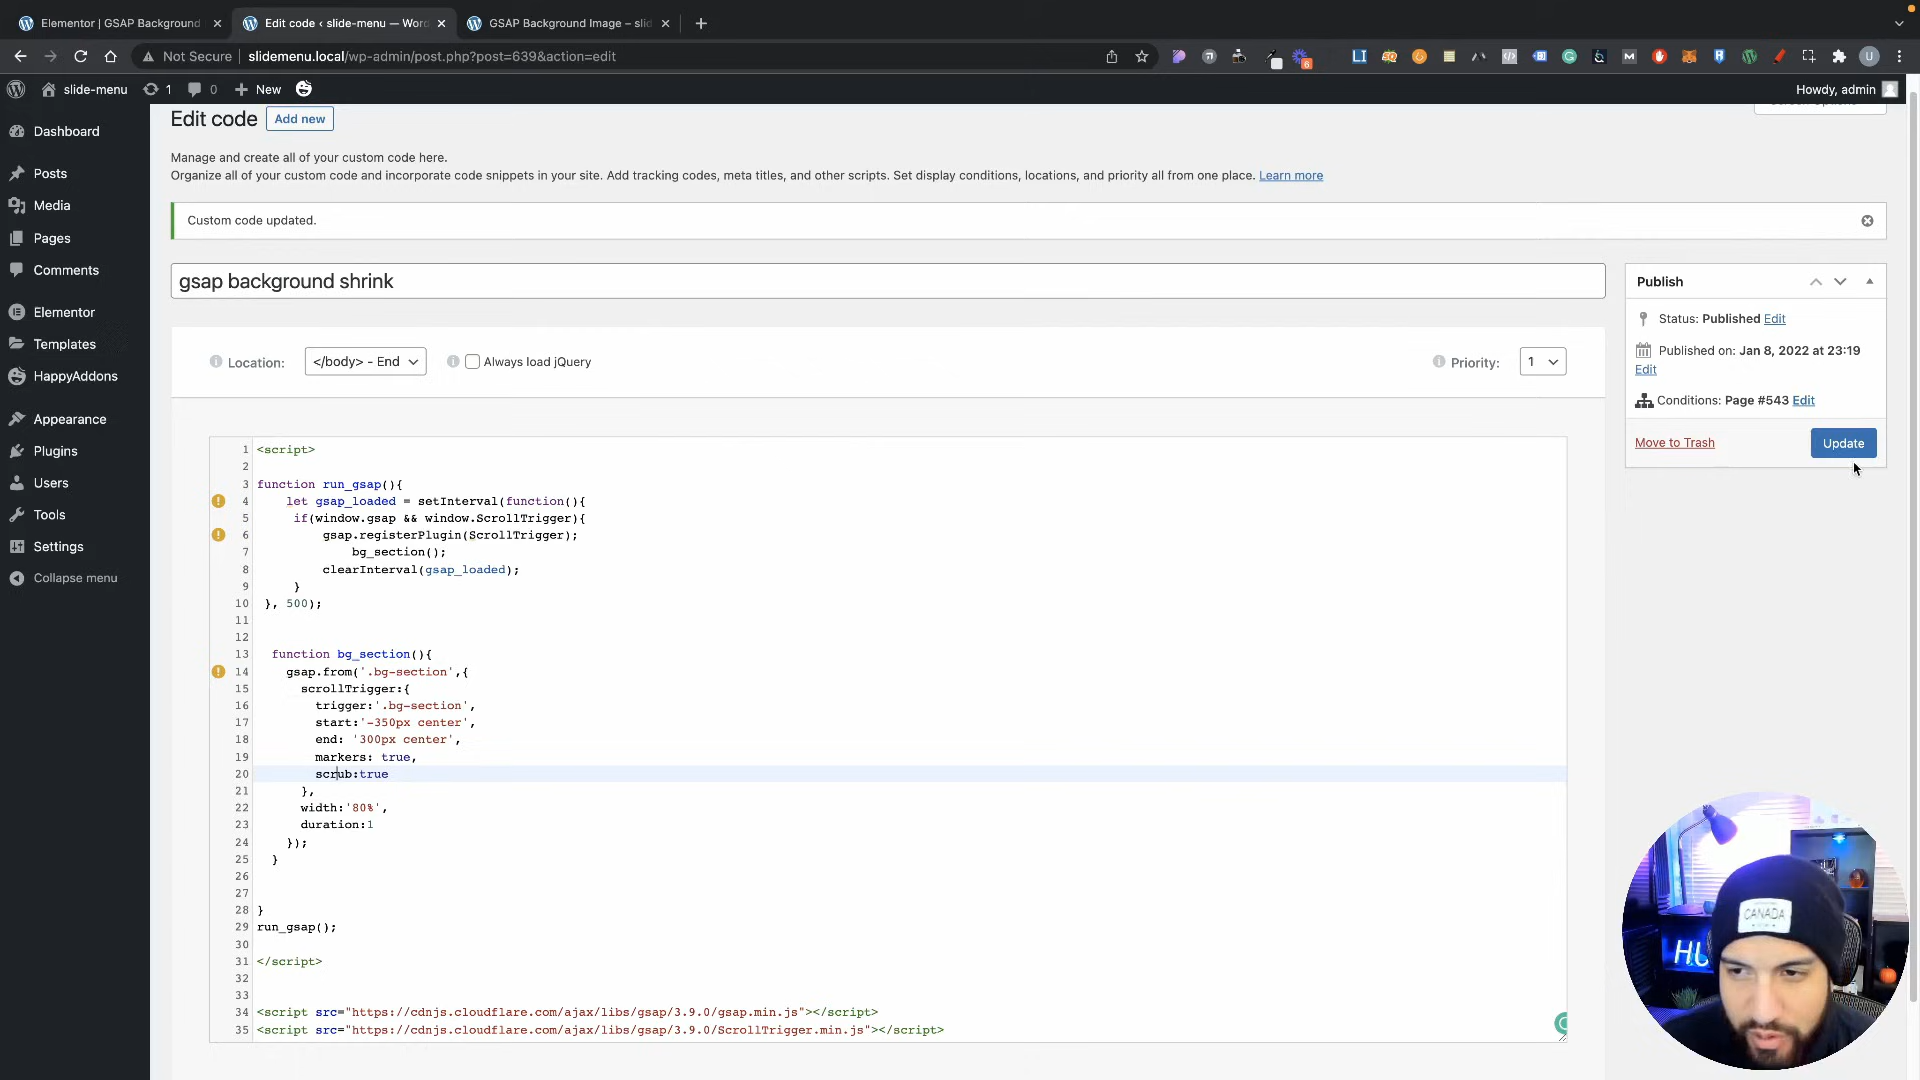 Elementor | GSAP Background
Edit code ‹ slide-menu — Wor
GSAP Background Image – sli
Not Secure
slidemenu.local/wp-admin/post.php?post=639&action=edit
slide-menu
1
0
New
Howdy, admin
Dashboard
Posts
Media
Pages
Comments
Elementor
Templates
HappyAddons
Appearance
Plugins
Users
Tools
Settings
Collapse menu
Edit code
Add new
Manage and create all of your custom code here.
Organize all of your custom code and incorporate code snippets in your site. Add tracking codes, meta titles, and other scripts. Set display conditions, locations, and priority all from one place. Learn more
Custom code updated.
gsap background shrink
Location:
</body> - End
Always load jQuery
Priority:
1
Publish
Status: Published Edit
Published on: Jan 8, 2022 at 23:19
Edit
Conditions: Page #543 Edit
Move to Trash
Update
1 <script>
2
3 function run_gsap(){
4 let gsap_loaded = setInterval(function(){
5 if(window.gsap && window.ScrollTrigger){
6 gsap.registerPlugin(ScrollTrigger);
7 bg_section();
8 clearInterval(gsap_loaded);
9 }
10 }, 500);
11
12
13 function bg_section(){
14 gsap.from('.bg-section',{
15 scrollTrigger:{
16 trigger:'.bg-section',
17 start:'-350px center',
18 end: '300px center',
19 markers: true,
20 scrub:true
21 },
22 width:'80%',
23 duration:1
24 });
25 }
26
27
28 }
29 run_gsap();
30
31 </script>
32
33
34 <script src="https://cdnjs.cloudflare.com/ajax/libs/gsap/3.9.0/gsap.min.js"></script>
35 <script src="https://cdnjs.cloudflare.com/ajax/libs/gsap/3.9.0/ScrollTrigger.min.js"></script>
CANADA